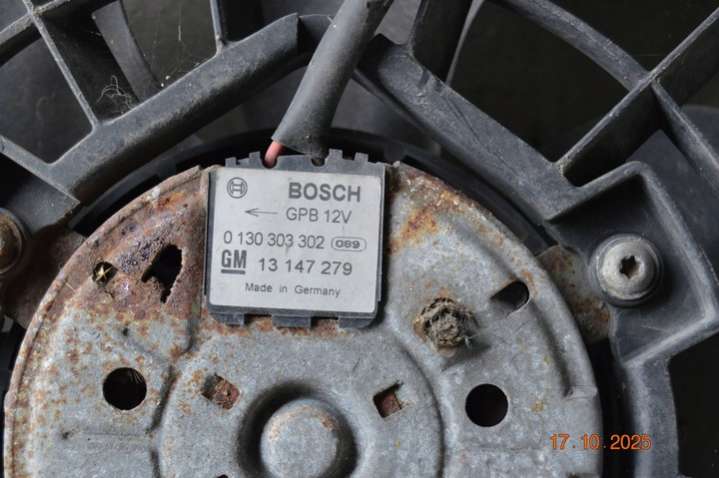 BOSCH
← GPB 12V
0 130 303 302 089
GM 13 147 279
Made in Germany
17.10.2025